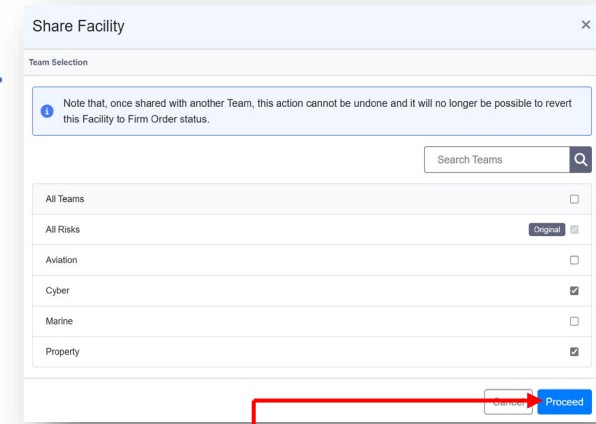 Share Facility
Team Selection
Note that, once shared with another Team, this action cannot be undone and it will no longer be possible to revert
this Facility to Firm Order status.
Search Teams
All Teams
All Risks Original
Aviation
Cyber
Marine
Property
Cancel Proceed